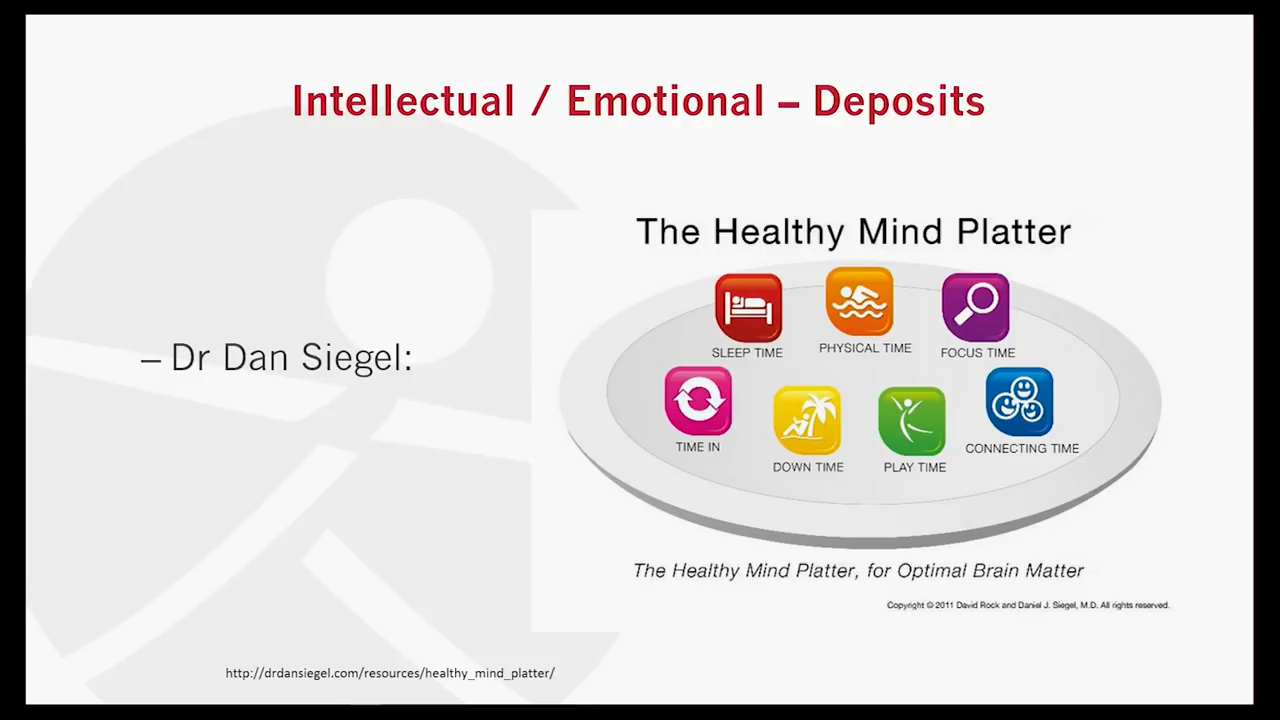 Intellectual / Emotional – Deposits
– Dr Dan Siegel:
The Healthy Mind Platter
SLEEP TIME
PHYSICAL TIME
FOCUS TIME
TIME IN
DOWN TIME
PLAY TIME
CONNECTING TIME
The Healthy Mind Platter, for Optimal Brain Matter
Copyright © 2011 David Rock and Daniel J. Siegel, M.D. All rights reserved.
http://drdansiegel.com/resources/healthy_mind_platter/